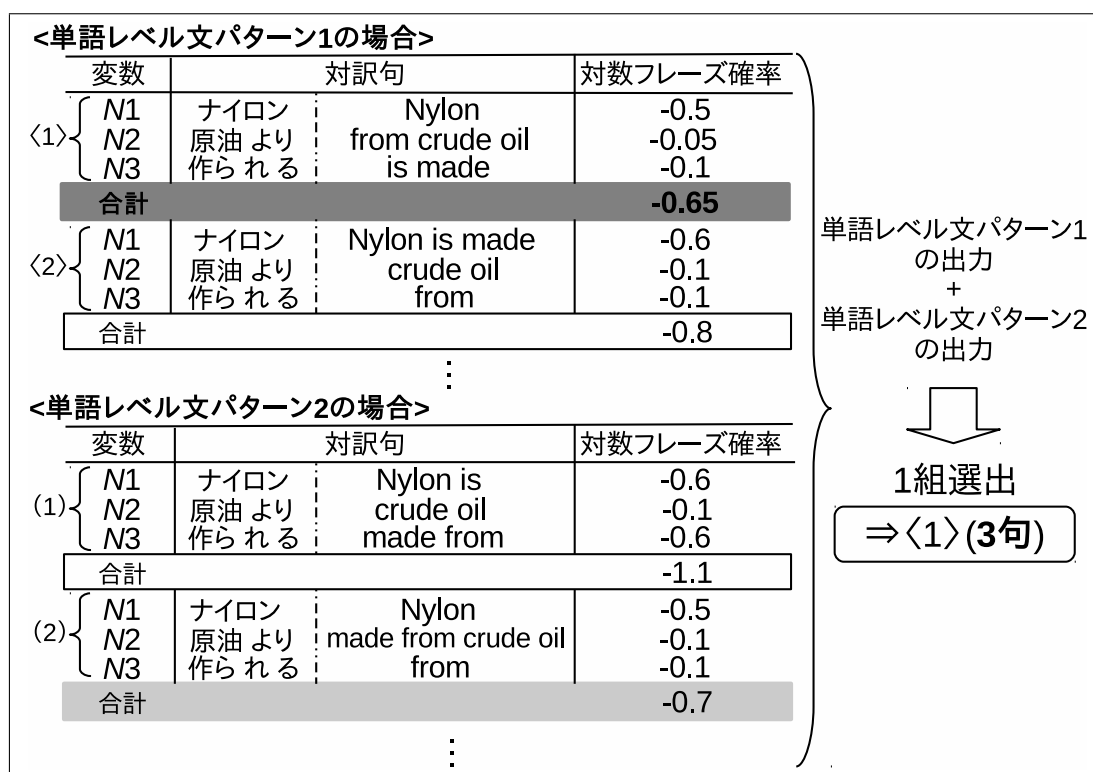 <単語レベル文パターン1の場合>
変数 対訳句 対数フレーズ確率
〈1〉
N1 ナイロン Nylon -0.5
N2 原油 より from crude oil -0.05
N3 作ら れ る is made -0.1
合計 -0.65
〈2〉
N1 ナイロン Nylon is made -0.6
N2 原油 より crude oil -0.1
N3 作ら れ る from -0.1
合計 -0.8
⋮
<単語レベル文パターン2の場合>
変数 対訳句 対数フレーズ確率
(1)
N1 ナイロン Nylon is -0.6
N2 原油 より crude oil -0.1
N3 作ら れ る made from -0.6
合計 -1.1
(2)
N1 ナイロン Nylon -0.5
N2 原油 より made from crude oil -0.1
N3 作ら れ る from -0.1
合計 -0.7
⋮
単語レベル文パターン1
の出力
+
単語レベル文パターン2
の出力
1組選出
⇒〈1〉(3句)